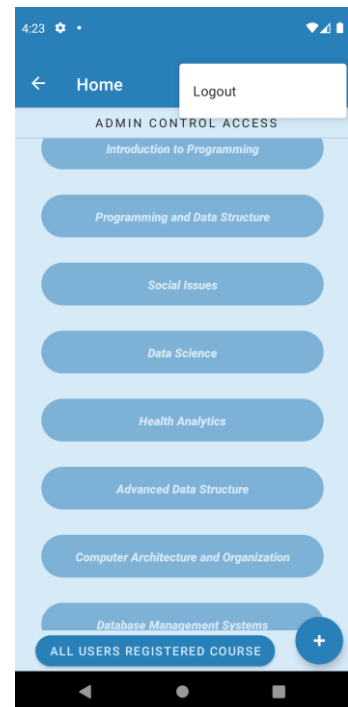 4:23
Home
Logout
ADMIN CONTROL ACCESS
Introduction to Programming
Programming and Data Structure
Social Issues
Data Science
Health Analytics
Advanced Data Structure
Computer Architecture and Organization
Database Management Systems
ALL USERS REGISTERED COURSE
+